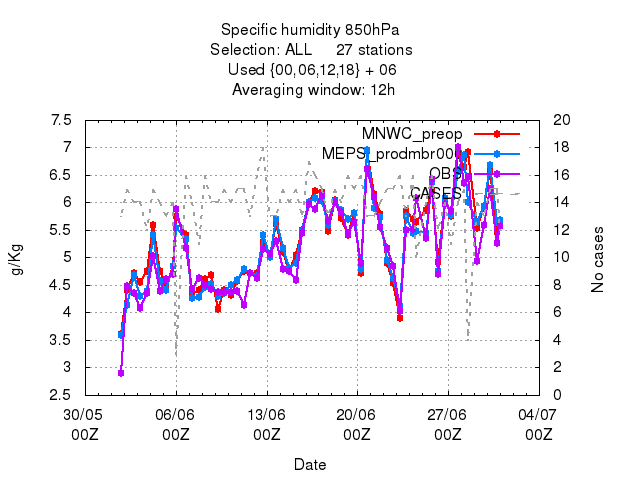 Specific humidity 850hPa
Selection: ALL 27 stations
Used {00,06,12,18} + 06
Averaging window: 12h
g/Kg
7.5
7
6.5
6
5.5
5
4.5
4
3.5
3
2.5
MNWC_preop
MEPS_prodmbr000
OBS
CASES
20
18
16
14
12
10
8
6
4
2
0
No cases
30/05 06/06 13/06 20/06 27/06 04/07
00Z 00Z 00Z 00Z 00Z 00Z
Date